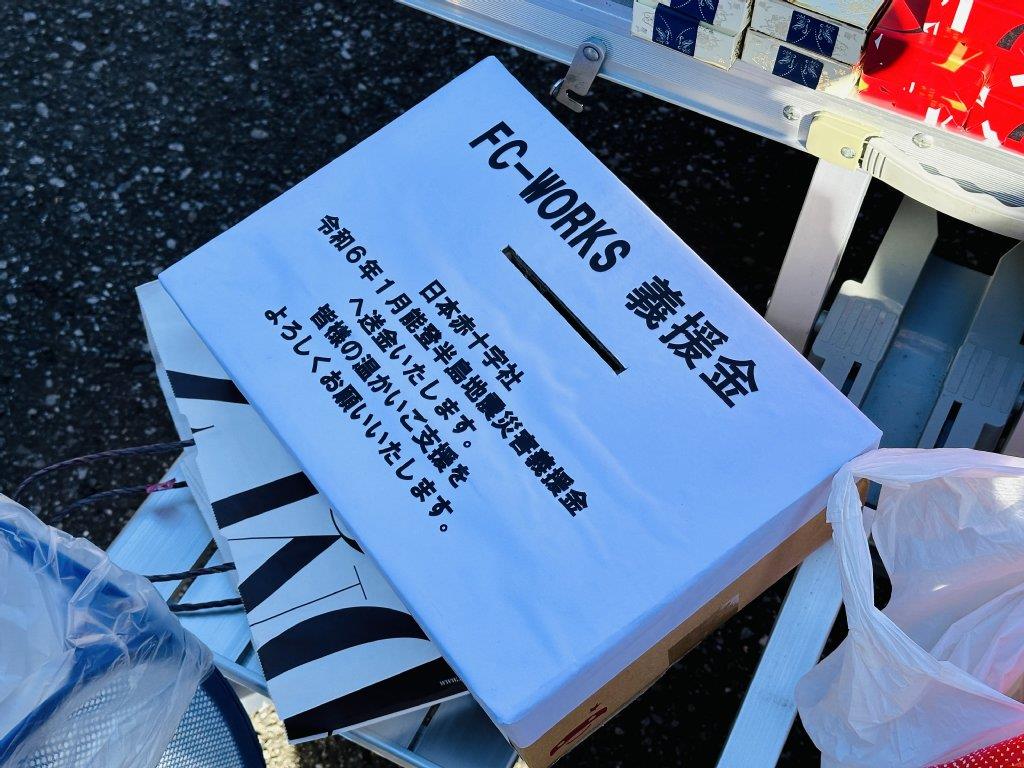 FC-WORKS 義援金
日本赤十字社
令和6年1月能登半島地震災害義援金
へ送金いたします。
皆様の温かいご支援を
よろしくお願いいたします。